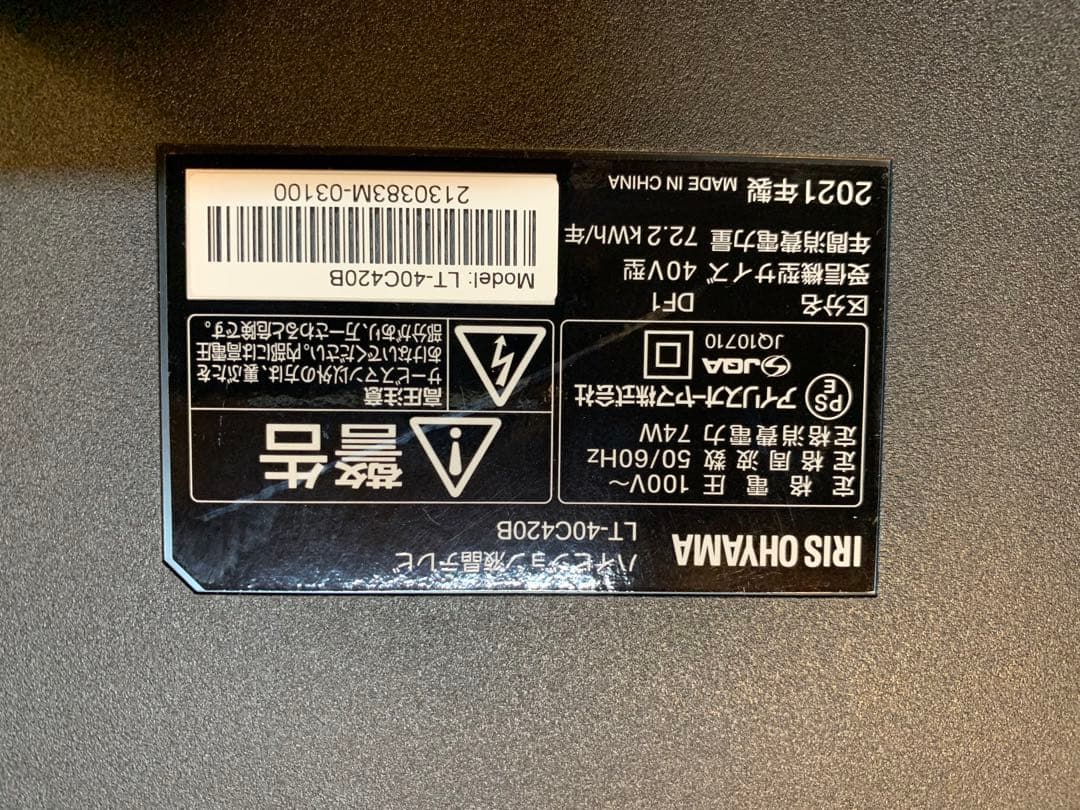 IRIS OHYAMA
ハイビジョン液晶テレビ
LT-40C420B
定格電圧 100V～
定格周波数 50/60Hz
定格消費電力 74W
PSE アイリスオーヤマ株式会社
JQA
JQ10710
警告
高圧注意
サービスマン以外の方は、裏ぶたを
あけないでください。内部には高電圧
部分があり、万一さわると危険です。
区分名 DF1
受信機型サイズ 40V型
年間消費電力量 72.2kWh/年
2021年製 MADE IN CHINA
Model: LT-40C420B
2130383M-03100